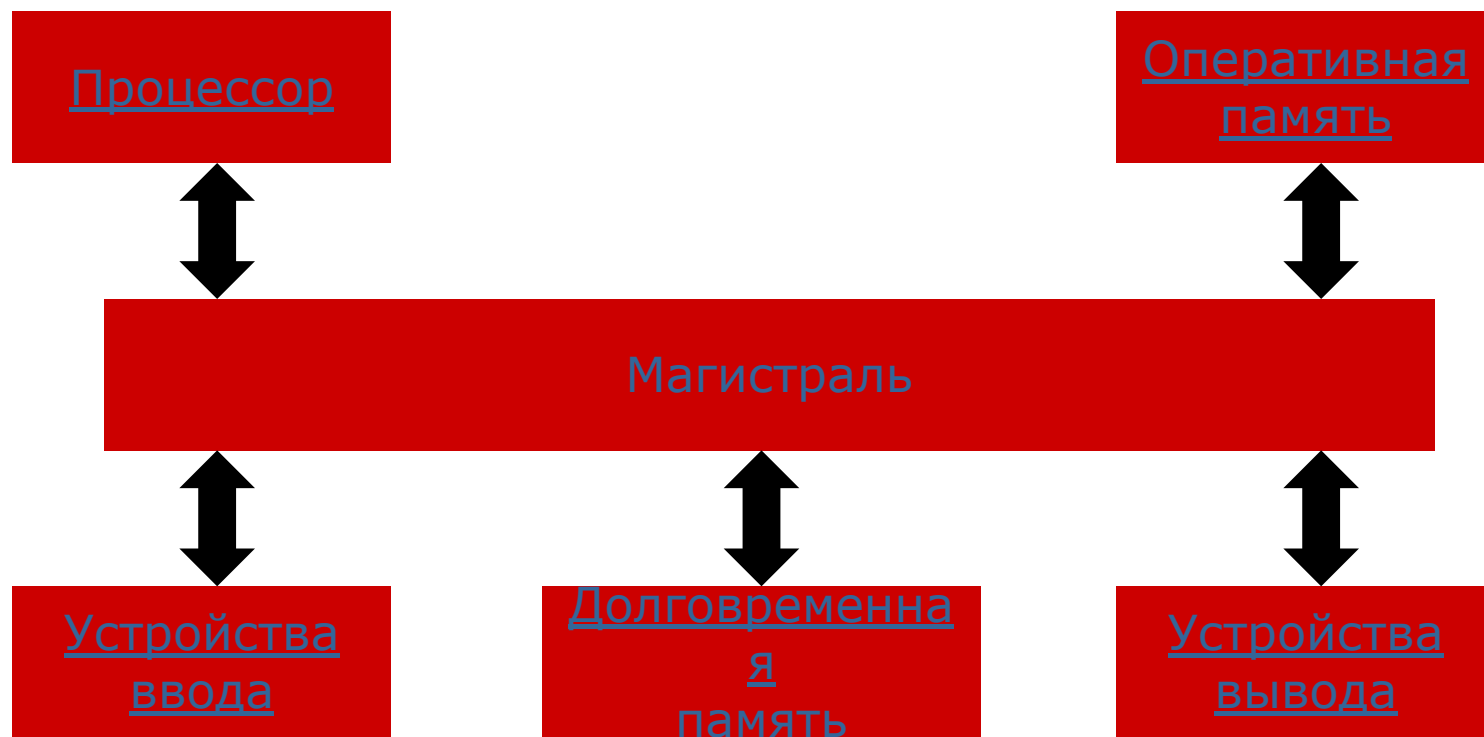 Процессор
Оперативная
память
Магистраль
Устройства
ввода
Долговременна
я
память
Устройства
вывода